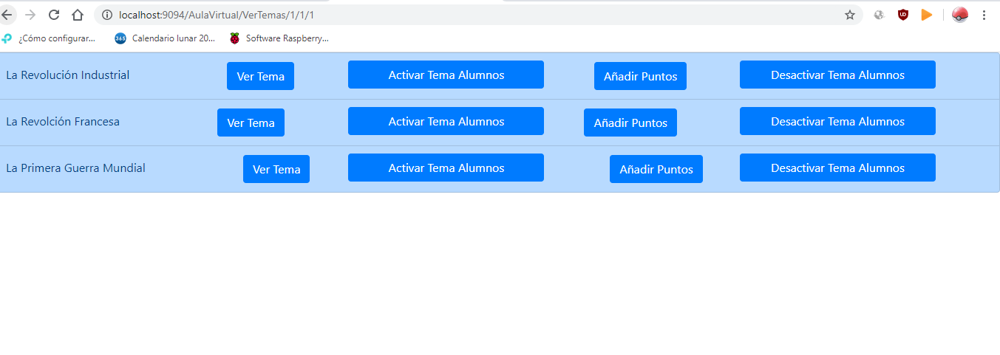 localhost:9094/AulaVirtual/VerTemas/1/1/1
¿Cómo configurar... 365 Calendario lunar 20... Software Raspberry...
La Revolución Industrial Ver Tema Activar Tema Alumnos Añadir Puntos Desactivar Tema Alumnos
La Revolción Francesa Ver Tema Activar Tema Alumnos Añadir Puntos Desactivar Tema Alumnos
La Primera Guerra Mundial Ver Tema Activar Tema Alumnos Añadir Puntos Desactivar Tema Alumnos